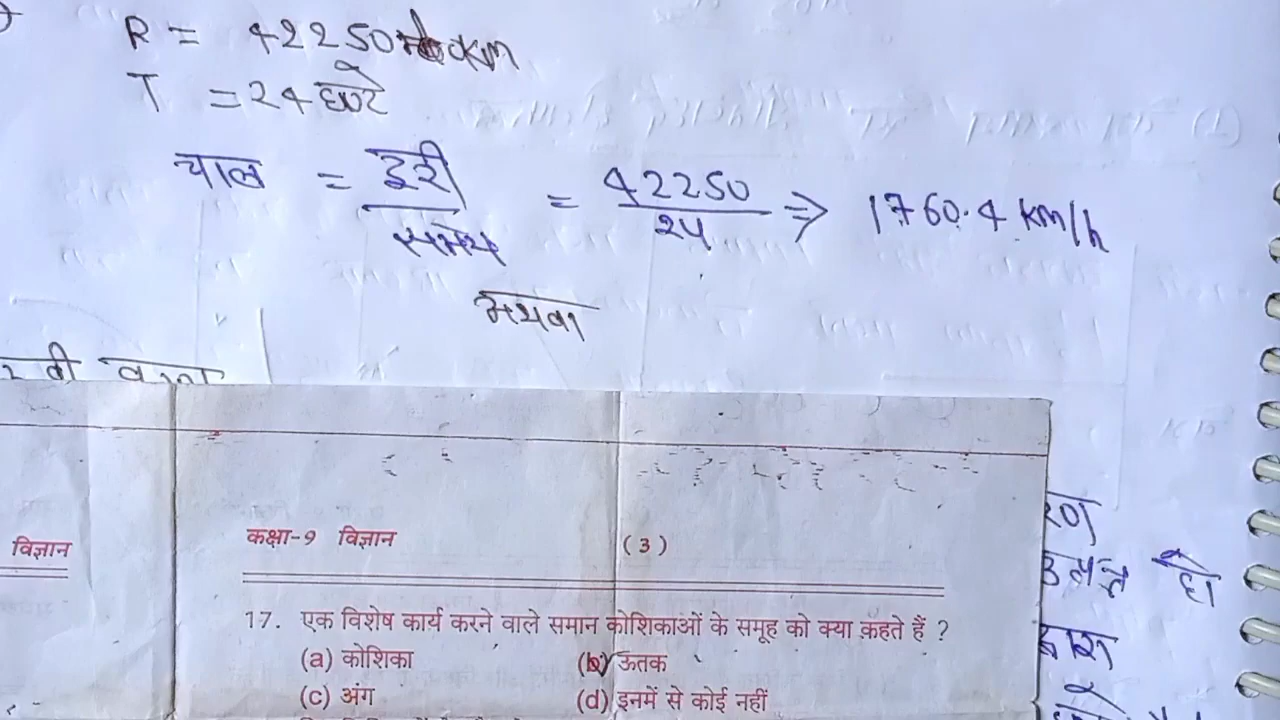 R = 42250 km
T = 24 घण्टे
चाल = दूरी / समय = 42250 / 24 ⇒ 1760.4 km/h
अथवा
विज्ञान
कक्षा-9 विज्ञान (3)
17. एक विशेष कार्य करने वाले समान कोशिकाओं के समूह को क्या कहते हैं ?
(a) कोशिका (b) ऊतक
(c) अंग (d) इनमें से कोई नहीं